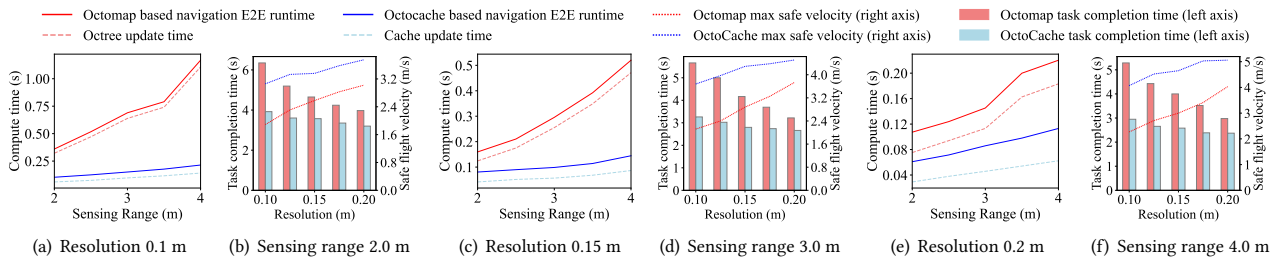 Octomap based navigation E2E runtime
Octocache based navigation E2E runtime
Octomap max safe velocity (right axis)
Octomap task completion time (left axis)
Octree update time
Cache update time
OctoCache max safe velocity (right axis)
OctoCache task completion time (left axis)
Compute time (s)
1.00
0.75
0.50
0.25
2
3
4
Sensing Range (m)
(a) Resolution 0.1 m
Task completion time (s)
6
4
2
0
0.10
0.15
0.20
Resolution (m)
3.2
2.4
1.6
0.8
0.0
Safe flight velocity (m/s)
(b) Sensing range 2.0 m
Compute time (s)
0.5
0.4
0.3
0.2
0.1
2
3
4
Sensing Range (m)
(c) Resolution 0.15 m
Task completion time (s)
5
4
3
2
1
0
0.10
0.15
0.20
Resolution (m)
4.0
3.0
2.0
1.0
0.0
Safe flight velocity (m/s)
(d) Sensing range 3.0 m
Compute time (s)
0.20
0.16
0.12
0.08
0.04
2
3
4
Sensing Range (m)
(e) Resolution 0.2 m
Task completion time (s)
5
4
3
2
1
0
0.10
0.15
0.20
Resolution (m)
5
4
3
2
1
0
Safe flight velocity (m/s)
(f) Sensing range 4.0 m